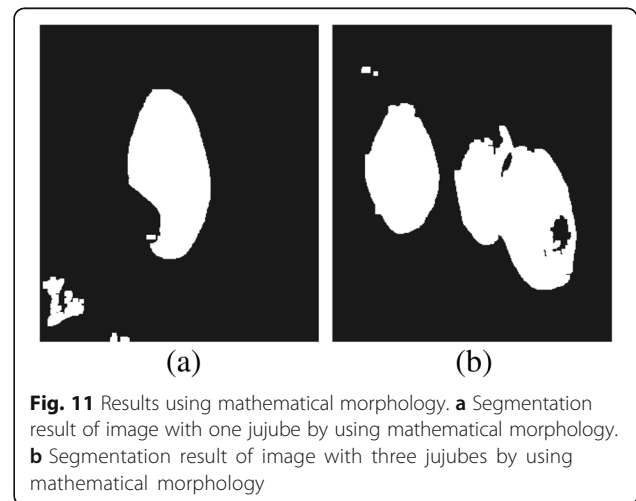 (a)
(b)
Fig. 11 Results using mathematical morphology. a Segmentation
result of image with one jujube by using mathematical morphology.
b Segmentation result of image with three jujubes by using
mathematical morphology